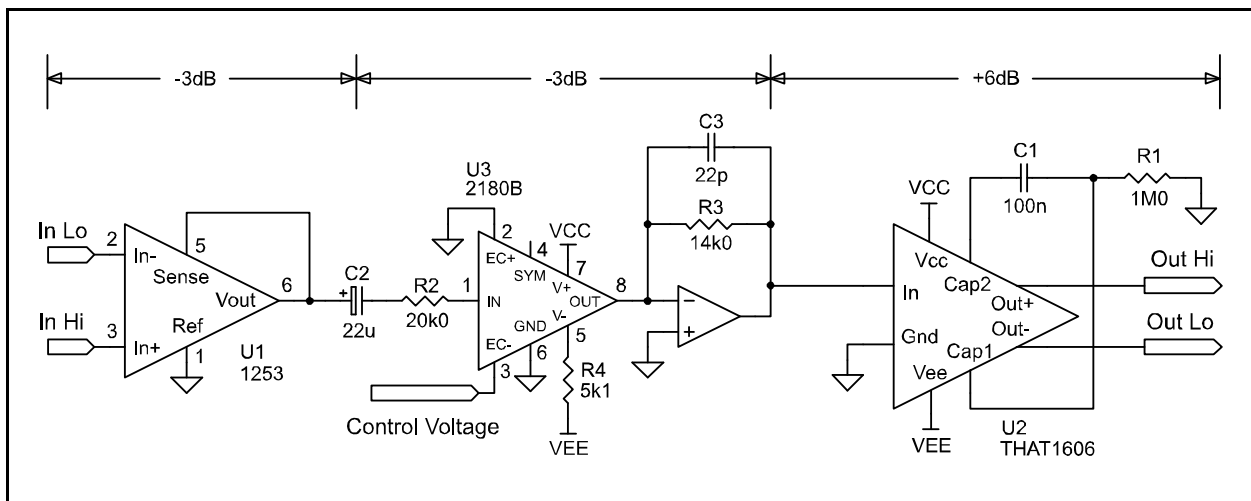 -3dB
-3dB
+6dB
In Lo
2
In-
5
Sense
Vout
6
In Hi
3
In+
Ref
1
U1
1253
C2
+
22u
R2
20k0
U3
2180B
2
EC+
4
SYM
VCC
7
V+
1
IN
OUT
8
GND
V-
5
EC-
6
3
R4
5k1
VEE
Control Voltage
C3
22p
R3
14k0
−
+
VCC
C1
100n
R1
1M0
Vcc
In
Cap2
Out+
Out-
Gnd
Cap1
Vee
VEE
U2
THAT1606
Out Hi
Out Lo